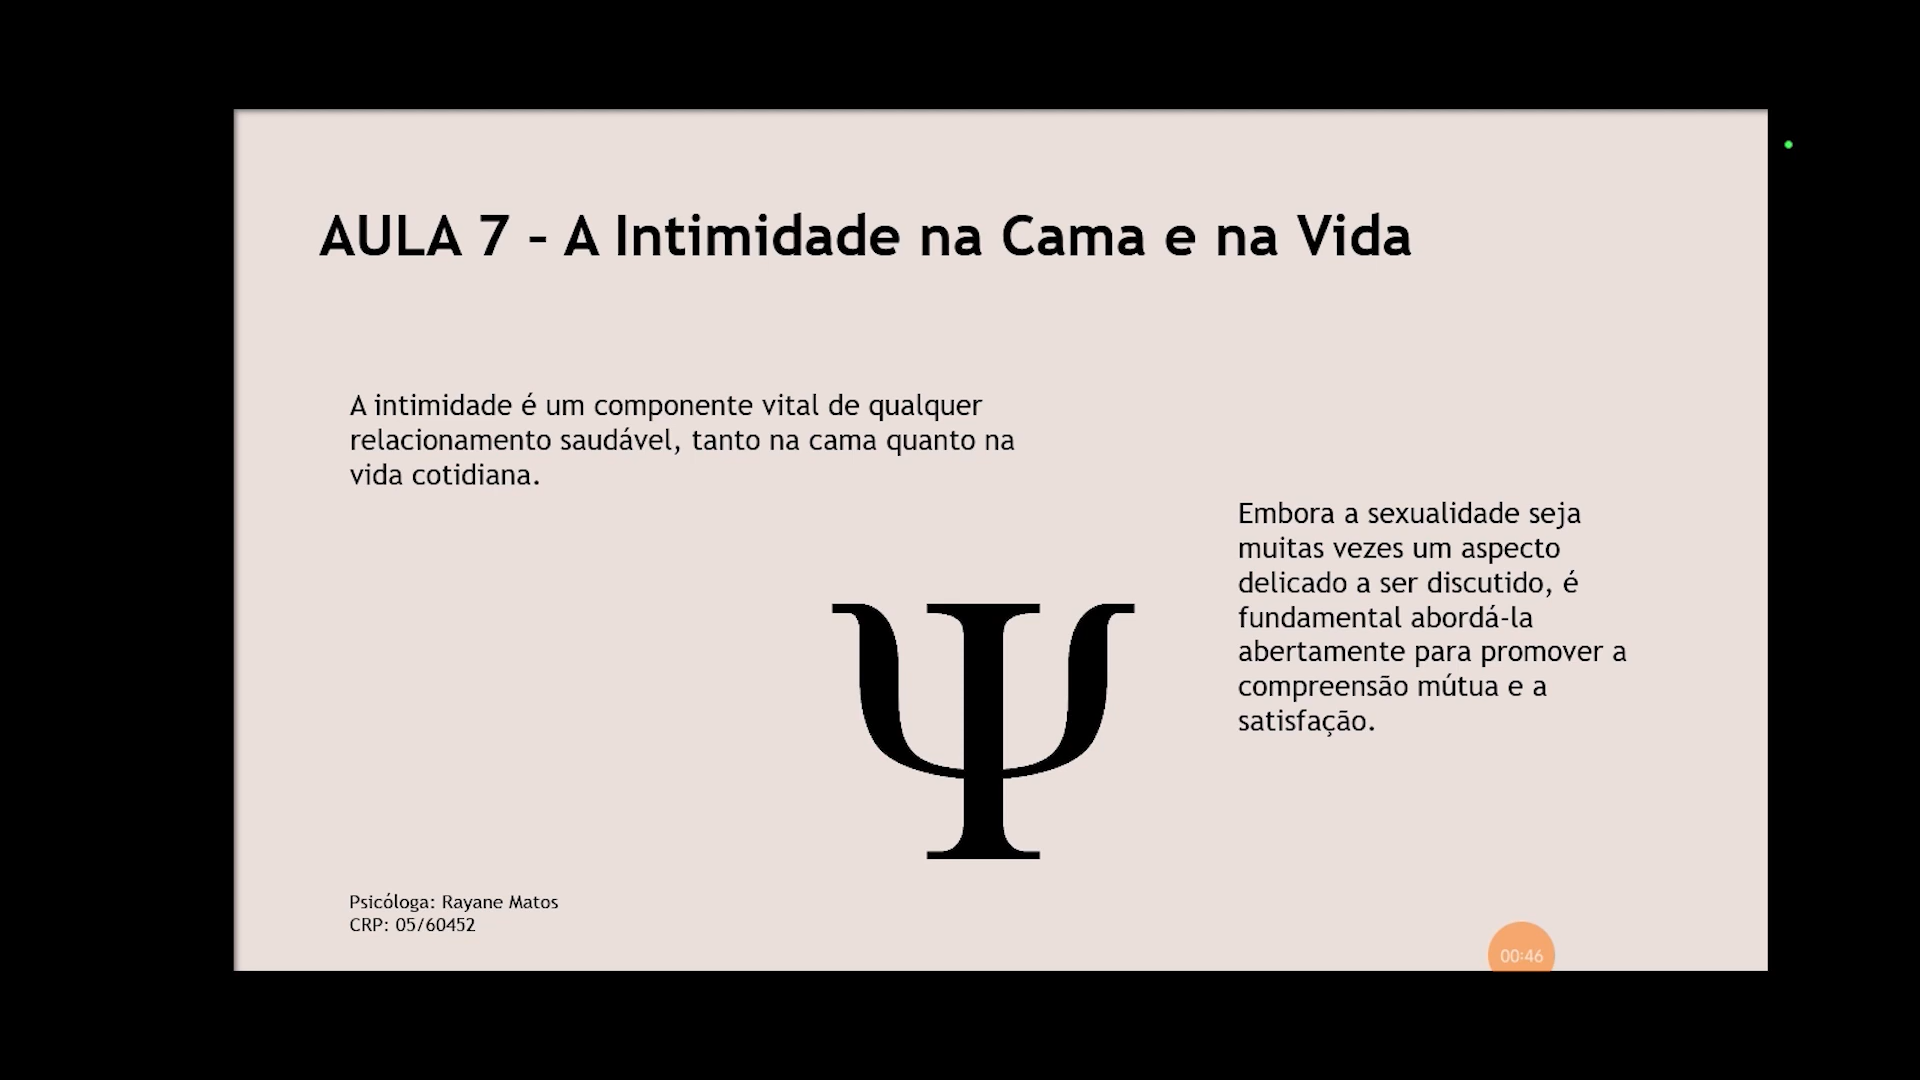 AULA 7 – A Intimidade na Cama e na Vida
A intimidade é um componente vital de qualquer
relacionamento saudável, tanto na cama quanto na
vida cotidiana.
Embora a sexualidade seja
muitas vezes um aspecto
delicado a ser discutido, é
fundamental abordá-la
abertamente para promover a
compreensão mútua e a
satisfação.
Ψ
Psicóloga: Rayane Matos
CRP: 05/60452
00:46